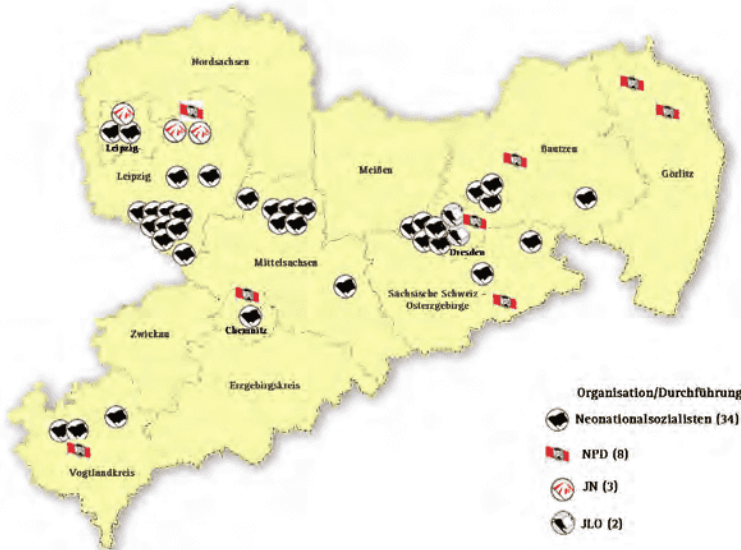 Nordsachsen
Leipzig
Leipzig
Meißen
Bautzen
Görlitz
Dresden
Mittelsachsen
Sächsische Schweiz -
Osterzgebirge
Chemnitz
Zwickau
Erzgebirgskreis
Vogtlandkreis
Organisation/Durchführung
Neonationalsozialisten (34)
NPD (8)
JN (3)
JLO (2)